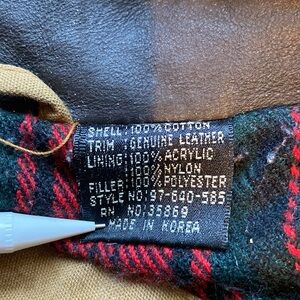 SHELL:100%COTTON
TRIM :GENUINE LEATHER
LINING:100%ACRYLIC
100%NYLON
FILLER:100%POLYESTER
STYLE NO:97-640-585
RN NO:35869
MADE IN KOREA